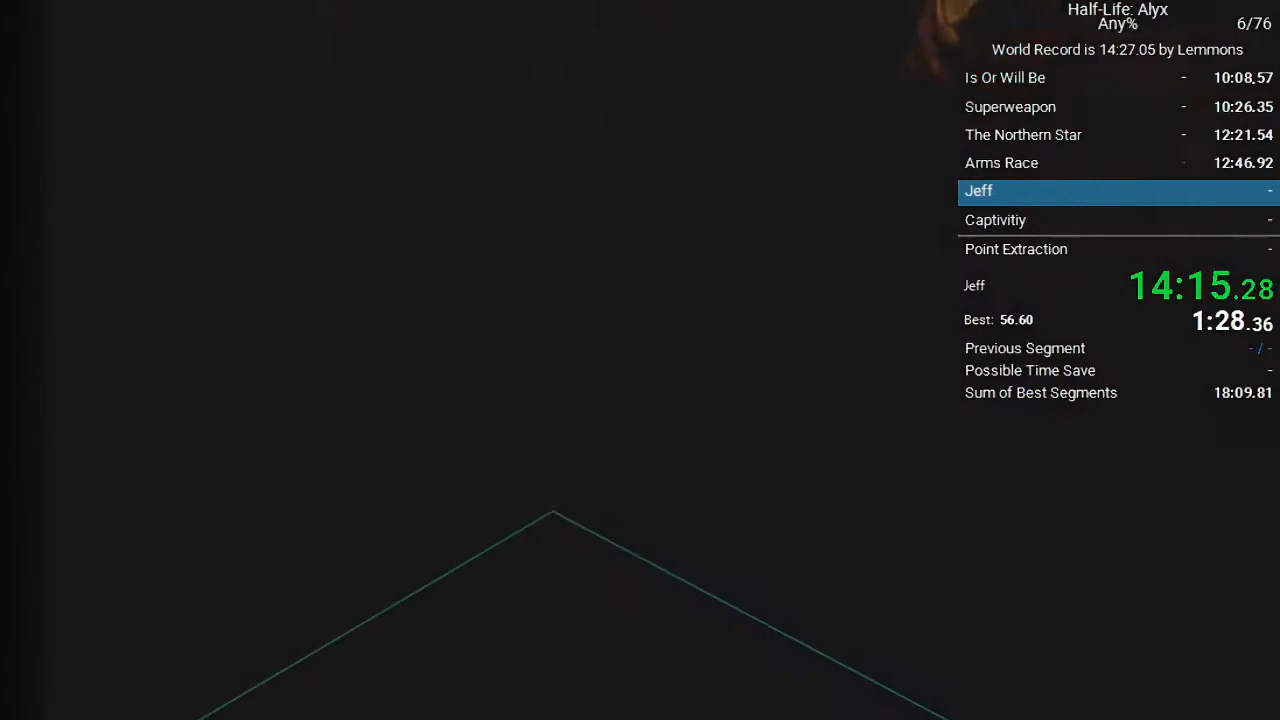 Half-Life: Alyx
Any% 6/76
World Record is 14:27.05 by Lemmons
Is Or Will Be - 10:08.57
Superweapon - 10:26.35
The Northern Star - 12:21.54
Arms Race - 12:46.92
Jeff -
Captivitiy -
Point Extraction -
Jeff 14:15.28
Best: 56.60 1:28.36
Previous Segment - / -
Possible Time Save -
Sum of Best Segments 18:09.81